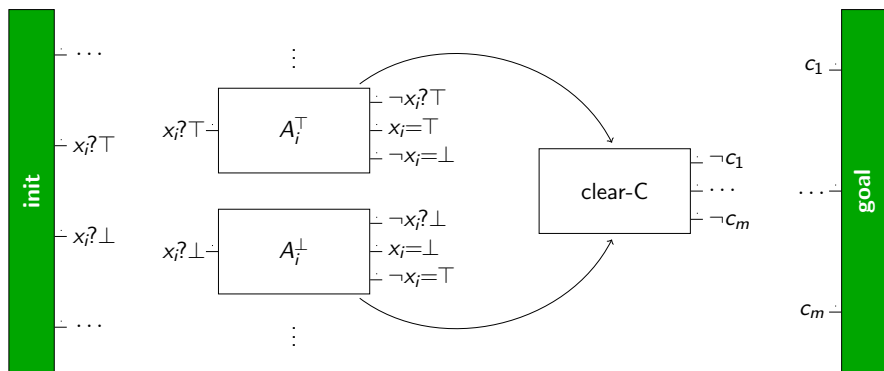 init
⋯
x_i?⊤
x_i?⊥
⋯
⋮
x_i?⊤
A_i^⊤
¬x_i?⊤
x_i=⊤
¬x_i=⊥
x_i?⊥
A_i^⊥
¬x_i?⊥
x_i=⊥
¬x_i=⊤
⋮
clear-C
¬c_1
⋯
¬c_m
c_1
⋯
c_m
goal